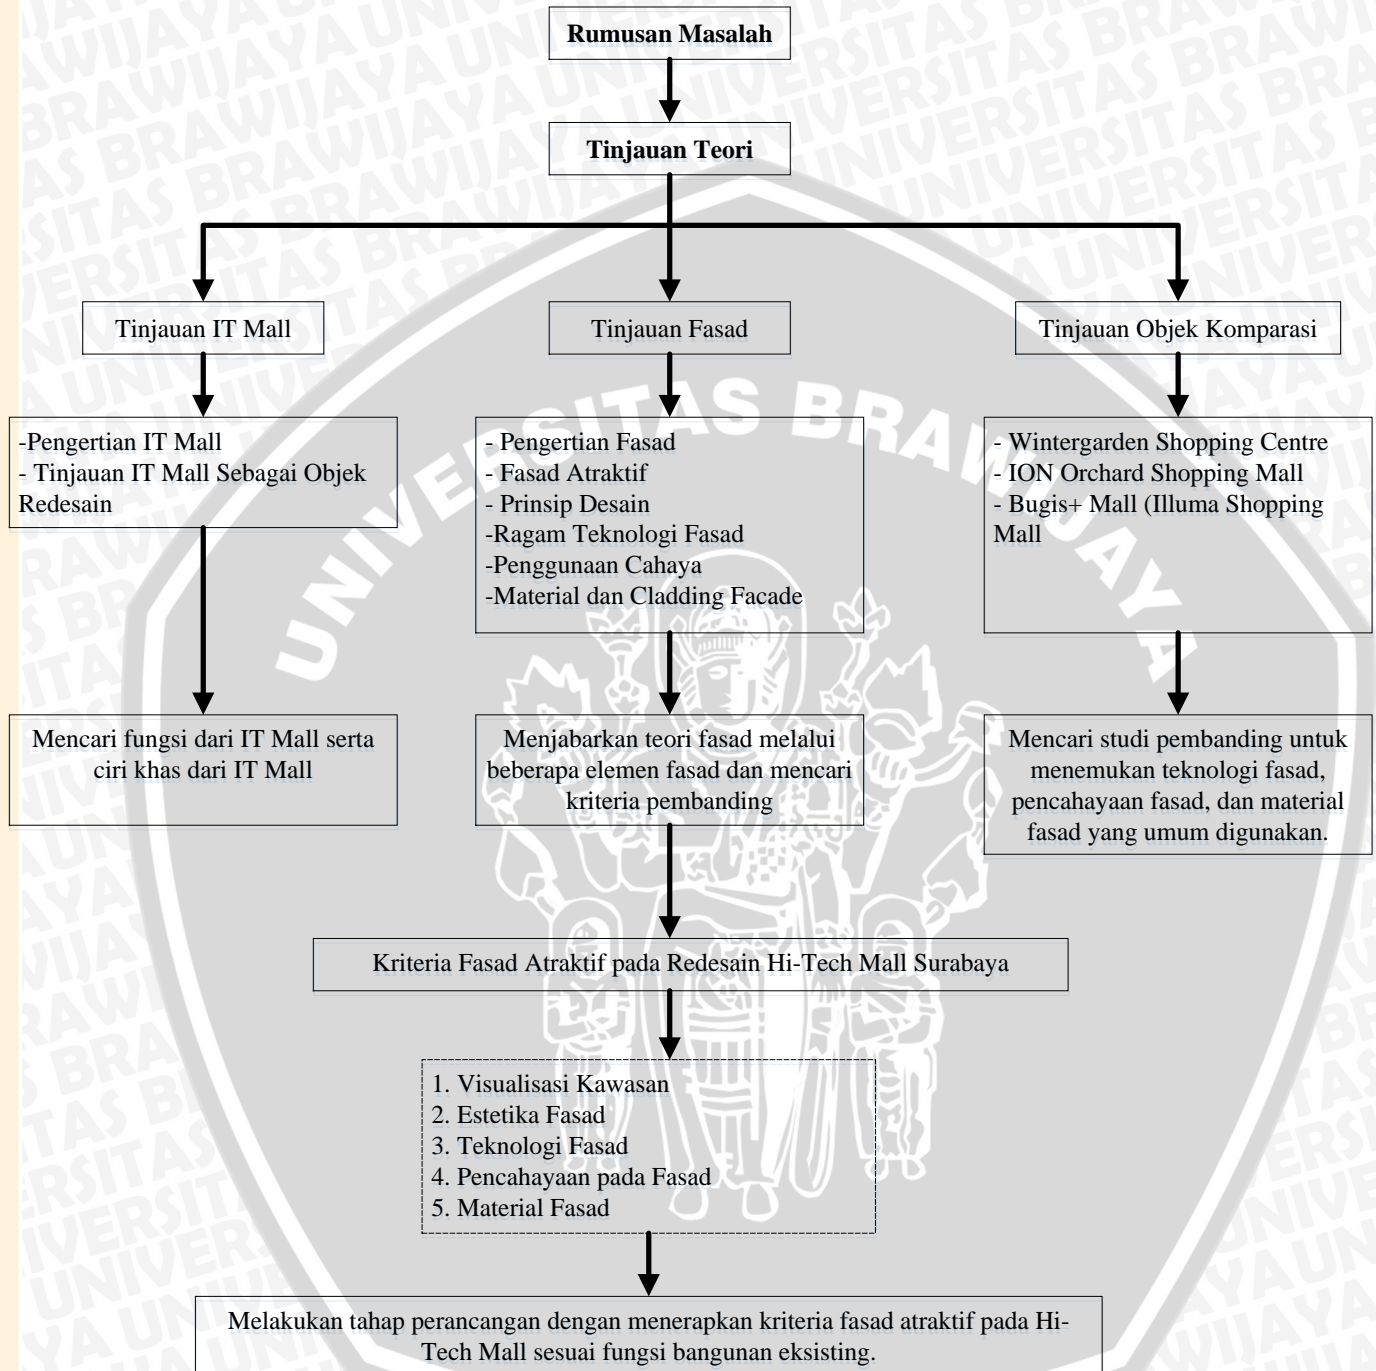 Rumusan Masalah
Tinjauan Teori
Tinjauan IT Mall
Tinjauan Fasad
Tinjauan Objek Komparasi
-Pengertian IT Mall
- Tinjauan IT Mall Sebagai Objek
Redesain
- Pengertian Fasad
- Fasad Atraktif
- Prinsip Desain
-Ragam Teknologi Fasad
-Penggunaan Cahaya
-Material dan Cladding Facade
- Wintergarden Shopping Centre
- ION Orchard Shopping Mall
- Bugis+ Mall (Illuma Shopping
Mall
Mencari fungsi dari IT Mall serta
ciri khas dari IT Mall
Menjabarkan teori fasad melalui
beberapa elemen fasad dan mencari
kriteria pembanding
Mencari studi pembanding untuk
menemukan teknologi fasad,
pencahayaan fasad, dan material
fasad yang umum digunakan.
Kriteria Fasad Atraktif pada Redesain Hi-Tech Mall Surabaya
1. Visualisasi Kawasan
2. Estetika Fasad
3. Teknologi Fasad
4. Pencahayaan pada Fasad
5. Material Fasad
Melakukan tahap perancangan dengan menerapkan kriteria fasad atraktif pada Hi-
Tech Mall sesuai fungsi bangunan eksisting.
UNIVERSITAS BRAWIJAYA